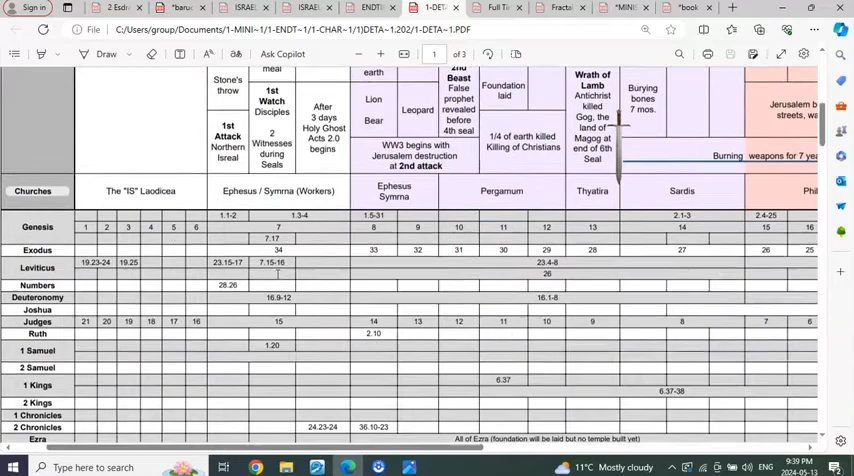 Sign in 2 Esdra *baruc ISRAEL ISRAEL ENDTI 1-DETA Full Tim Fractal *MINIS *book
File C:/Users/group/Documents/1-MINI~1/1-ENDT~1/1-CHAR~1/1)DETA~1.202/1-DETA~1.PDF
Draw Ask Copilot 1 of 3
meal earth 2nd Beast False prophet revealed before 4th seal
Stone's throw
1st Watch Disciples
2 Witnesses during Seals
After 3 days Holy Ghost Acts 2.0 begins
Lion Bear
Leopard
Foundation laid
Wrath of Lamb Antichrist killed Gog, the land of Magog at end of 6th Seal
Burying bones 7 mos.
Jerusalem b
streets, wa
1st Attack Northern Isreal
WW3 begins with Jerusalem destruction at 2nd attack
1/4 of earth killed Killing of Christians
Burning weapons for 7 yea
Churches The "IS" Laodicea Ephesus / Symrna (Workers) Ephesus Symrna Pergamum Thyatira Sardis Phil
1.1-2 1.3-4 1.5-31 2.1-3 2.4-25
Genesis 1 2 3 4 5 6 7 8 9 10 11 12 13 14 15 16
7.17
Exodus 34 33 32 31 30 29 28 27 26 25
Leviticus 19.23-24 19.25 23.15-17 7.15-16 23.4-8
26
Numbers 28.26
Deuteronomy 16.9-12 16.1-8
Joshua
Judges 21 20 19 18 17 16 15 14 13 12 11 10 9 8 7 6
Ruth 2.10
1 Samuel 1.20
2 Samuel
1 Kings 6.37
6.37-38
2 Kings
1 Chronicles
2 Chronicles 24.23-24 36.10-23
Ezra All of Ezra (foundation will be laid but no temple built yet)
Type here to search 11°C Mostly cloudy 9:39 PM
2024-05-13